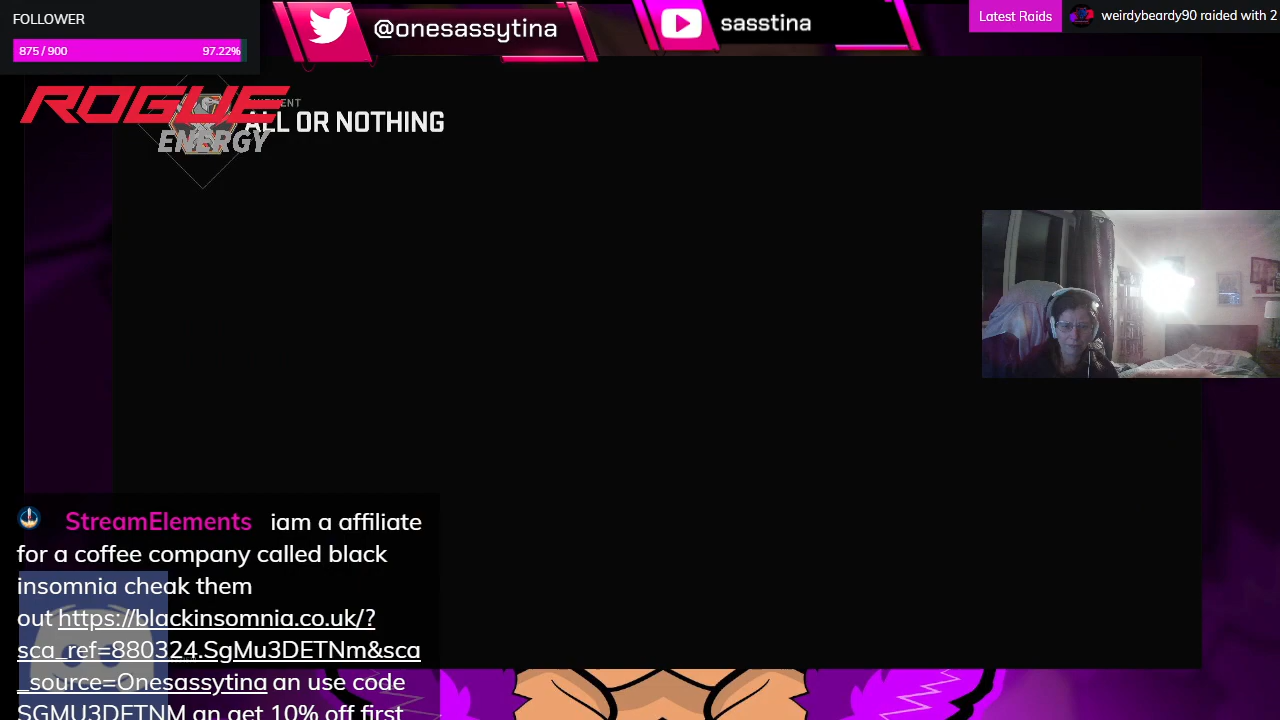 FOLLOWER
875 / 900
97.22%
@onesassytina
sasstina
Latest Raids
weirdybeardy90 raided with 2
ROGUE
ENERGY
ALL OR NOTHING
StreamElements iam a affiliate
for a coffee company called black
insomnia cheak them
out https://blackinsomnia.co.uk/?
sca_ref=880324.SgMu3DETNm&sca
_source=Onesassytina an use code
SGMU3DETNM an get 10% off first